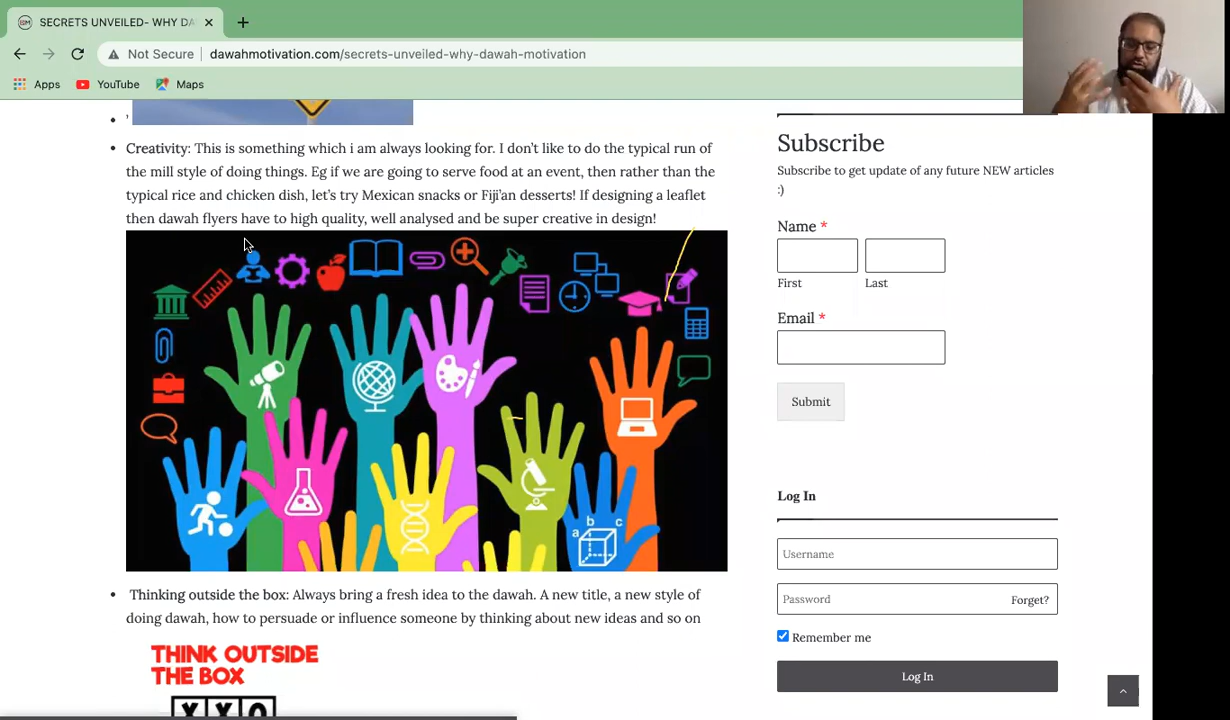 SECRETS UNVEILED- WHY DA
Not Secure
dawahmotivation.com/secrets-unveiled-why-dawah-motivation
Apps
YouTube
Maps
Creativity: This is something which i am always looking for. I don't like to do the typical run of
the mill style of doing things. Eg if we are going to serve food at an event, then rather than the
typical rice and chicken dish, let's try Mexican snacks or Fiji'an desserts! If designing a leaflet
then dawah flyers have to high quality, well analysed and be super creative in design!
a b c
Thinking outside the box: Always bring a fresh idea to the dawah. A new title, a new style of
doing dawah, how to persuade or influence someone by thinking about new ideas and so on
THINK OUTSIDE
THE BOX
X X O
Subscribe
Subscribe to get update of any future NEW articles
:)
Name *
First
Last
Email *
Submit
Log In
Username
Password
Forget?
Remember me
Log In